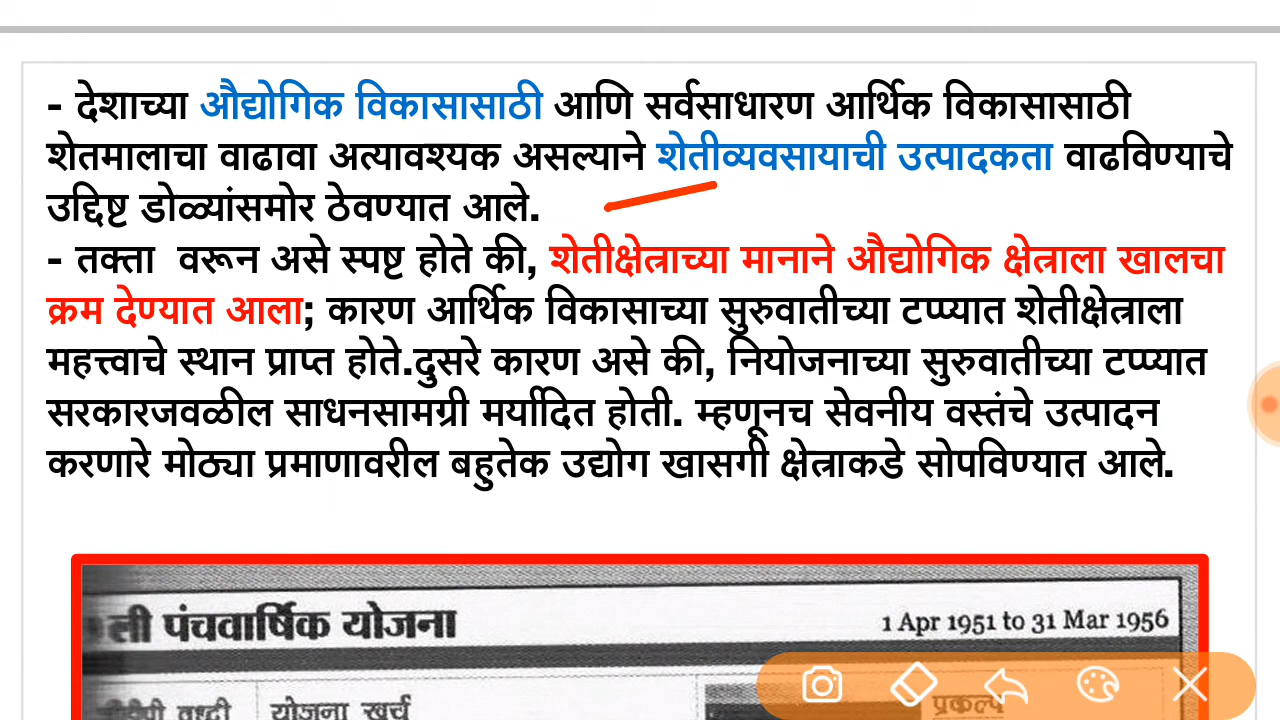 - देशाच्या औद्योगिक विकासासाठी आणि सर्वसाधारण आर्थिक विकासासाठी
शेतमालाचा वाढावा अत्यावश्यक असल्याने शेतीव्यवसायाची उत्पादकता वाढविण्याचे
उद्दिष्ट डोळ्यांसमोर ठेवण्यात आले.
- तक्ता वरून असे स्पष्ट होते की, शेतीक्षेत्राच्या मानाने औद्योगिक क्षेत्राला खालचा
क्रम देण्यात आला; कारण आर्थिक विकासाच्या सुरुवातीच्या टप्प्यात शेतीक्षेत्राला
महत्त्वाचे स्थान प्राप्त होते.दुसरे कारण असे की, नियोजनाच्या सुरुवातीच्या टप्प्यात
सरकारजवळील साधनसामग्री मर्यादित होती. म्हणूनच सेवनीय वस्तंचे उत्पादन
करणारे मोठ्या प्रमाणावरील बहुतेक उद्योग खासगी क्षेत्राकडे सोपविण्यात आले.
ली पंचवार्षिक योजना 1 Apr 1951 to 31 Mar 1956
योजना खर्च प्रकल्प